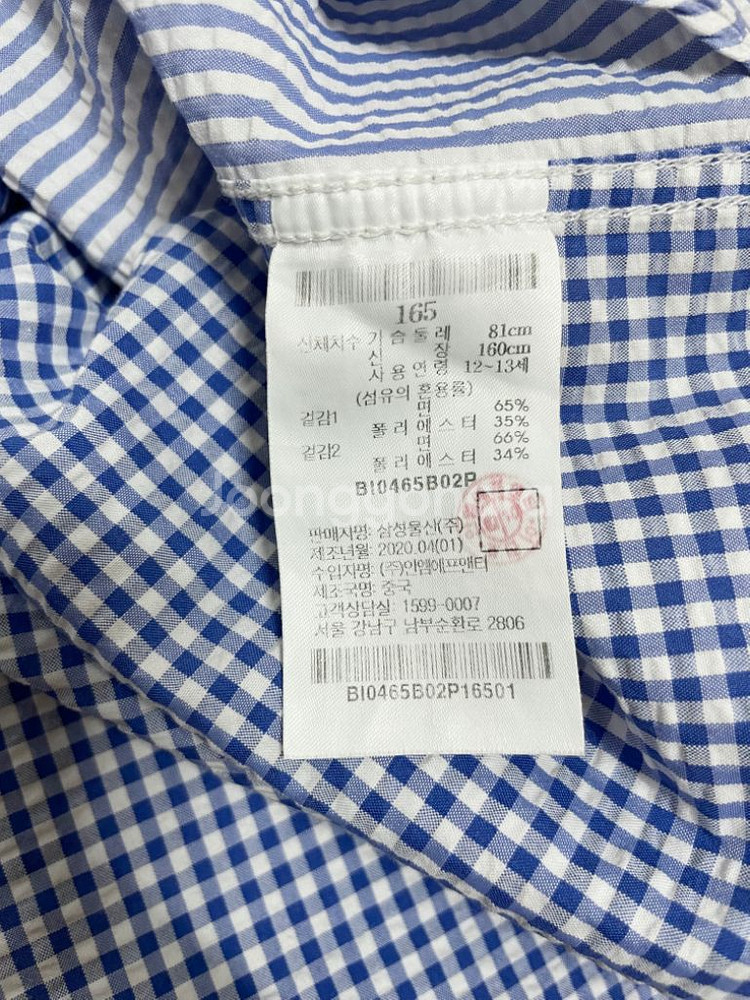 165
신체치수 가슴둘레 81cm
신장 160cm
사용연령 12~13세
(섬유의 혼용률)
겉감1 면 65%
폴리에스터 35%
겉감2 면 66%
폴리에스터 34%
BI0465B02P
Joonggonara
판매자명: 삼성물산(주)
제조년월: 2020.04(01)
수입자명: (주)안앰에프앤터
제조국명: 중국
고객상담실: 1599-0007
서울 강남구 남부순환로 2806
BI0465B02P16501